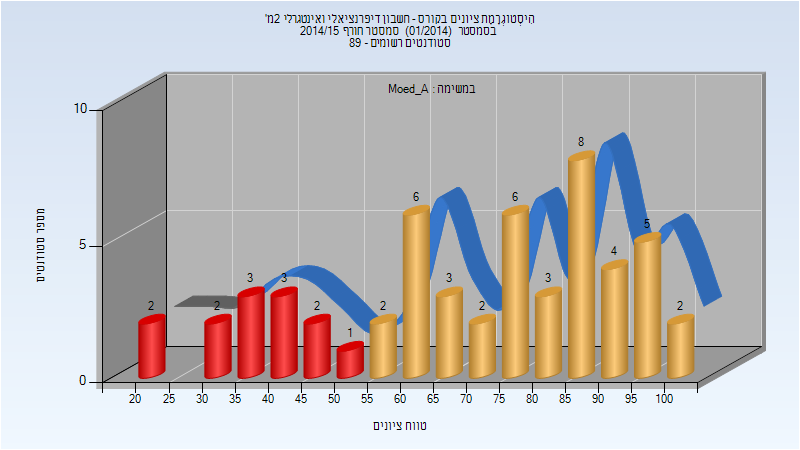 היסטוגרמת ציונים בקורס - חשבון דיפרנציאלי ואינטגרלי 2מ'
בסמסטר (01/2014) סמסטר חורף 2014/15
סטודנטים רשומים - 89
במשימה : Moed_A
מספר סטודנטים
10
5
0
2
2
3
3
2
1
2
6
3
2
6
3
8
4
5
2
20 25 30 35 40 45 50 55 60 65 70 75 80 85 90 95 100
טווח ציונים